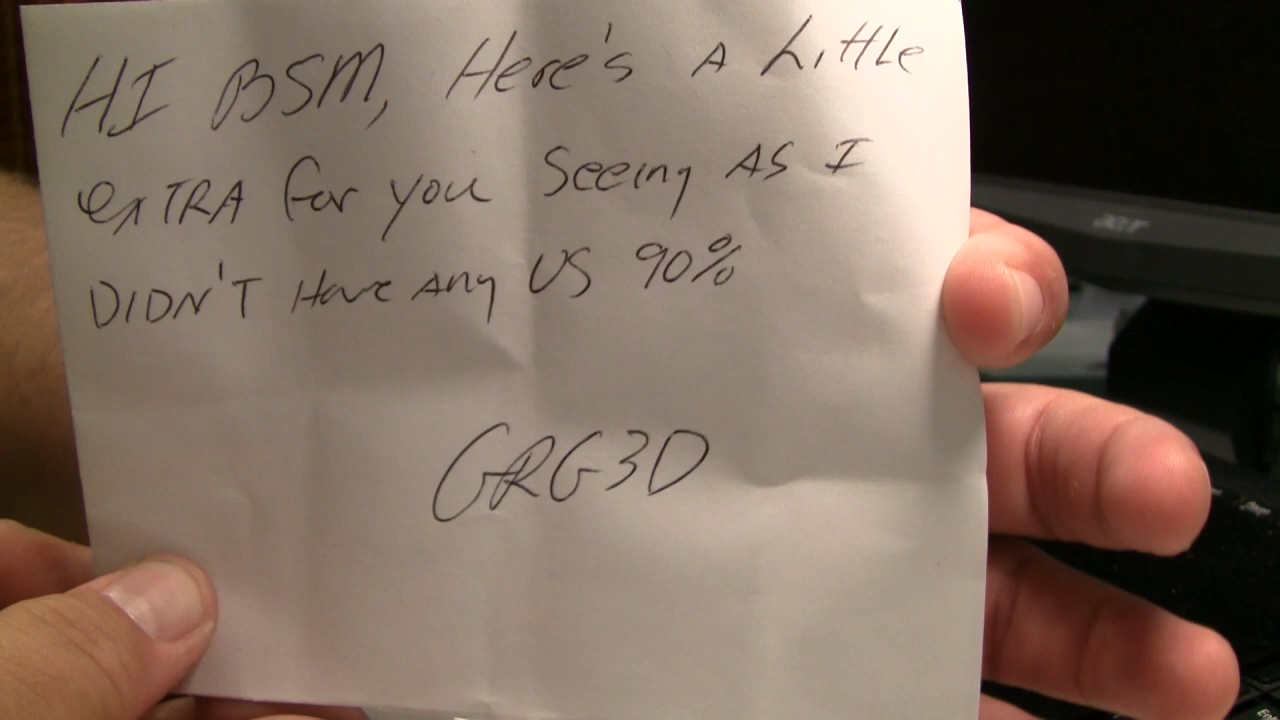 HI BSM, Here's A Little
exTRA for you Seeing AS I
DIDN'T Have Any US 90%
GRG3D
acer